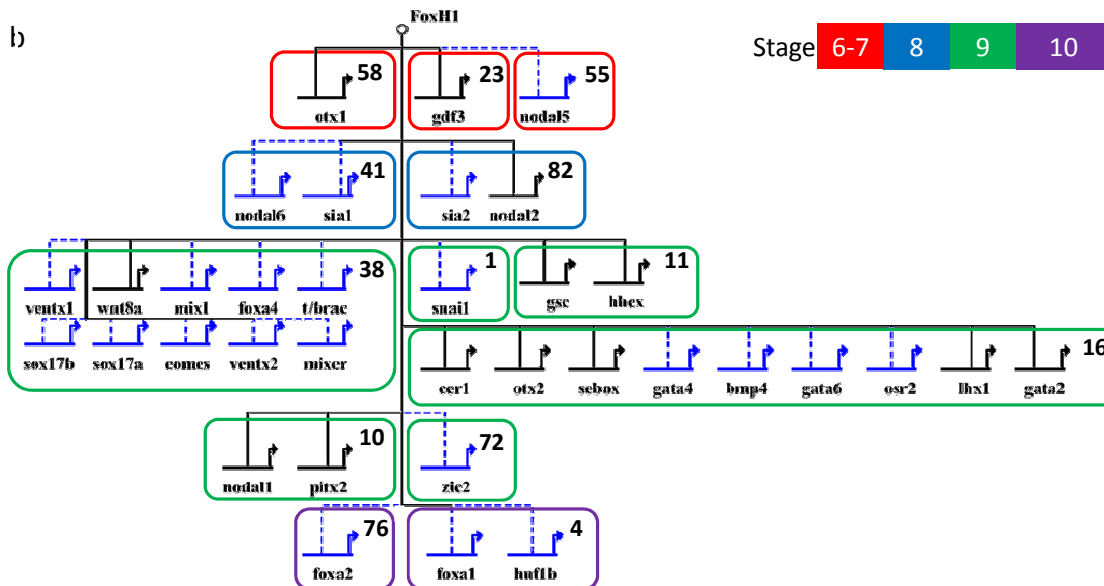 b
FoxH1
Stage 6-7 8 9 10
58 23 55
otx1 gdf3 nodal5
41 82
nodal6 sia1 sia2 nodal2
38 1 11
ventx1 wnt8a mix1 foxa4 t/brac snai1 gsc hhex
sox17b sox17a eomes ventx2 mixer
16
cer1 otx2 sebox gata4 bmp4 gata6 osr2 lhx1 gata2
10 72
nodal1 pitx2 zic2
76 4
foxa2 foxa1 hnf1b